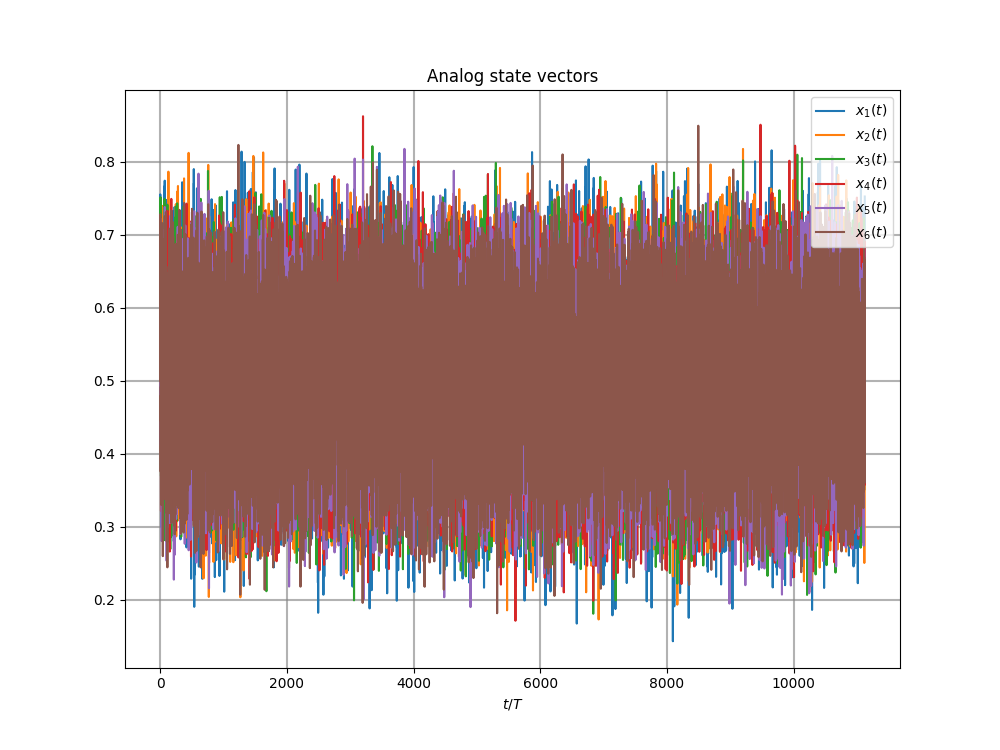 Analog state vectors
0.8
0.7
0.6
0.5
0.4
0.3
0.2
0
2000
4000
6000
8000
10000
t/T
x₁(t)
x₂(t)
x₃(t)
x₄(t)
x₅(t)
x₆(t)